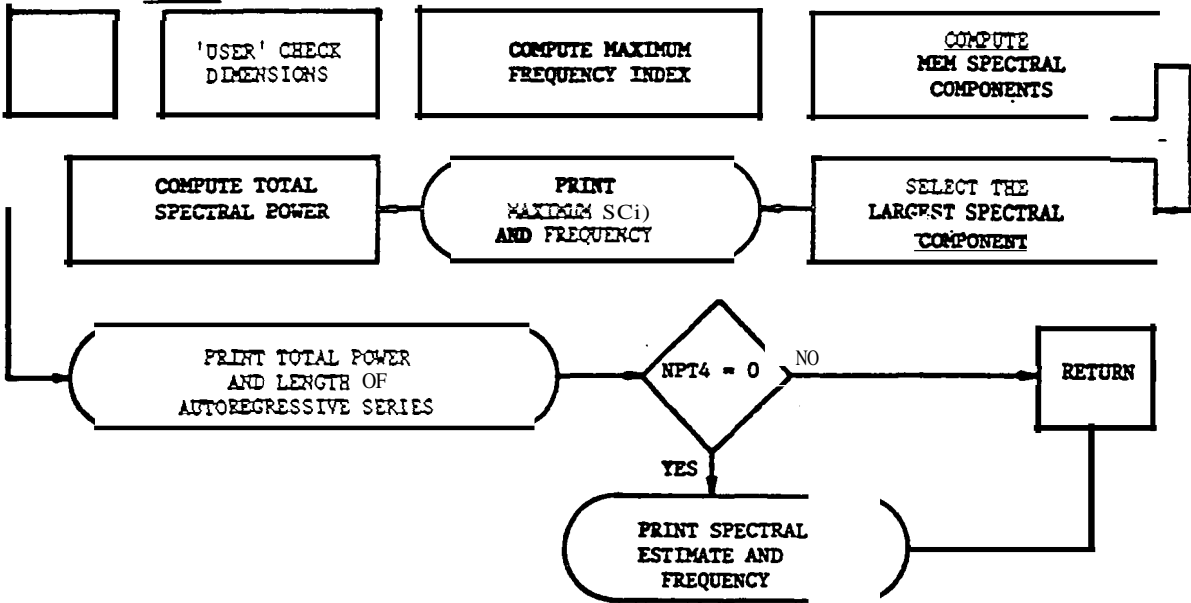 'USER' CHECK
DIMENSIONS
COMPUTE MAXIMUM
FREQUENCY INDEX
COMPUTE
MEM SPECTRAL
COMPONENTS
COMPUTE TOTAL
SPECTRAL POWER
PRINT
MAXIMUM SCi)
AND FREQUENCY
SELECT THE
LARGEST SPECTRAL
COMPONENT
PRINT TOTAL POWER
AND LENGTH OF
AUTOREGRESSIVE SERIES
NPT4 = 0
NO
RETURN
YES
PRINT SPECTRAL
ESTIMATE AND
FREQUENCY